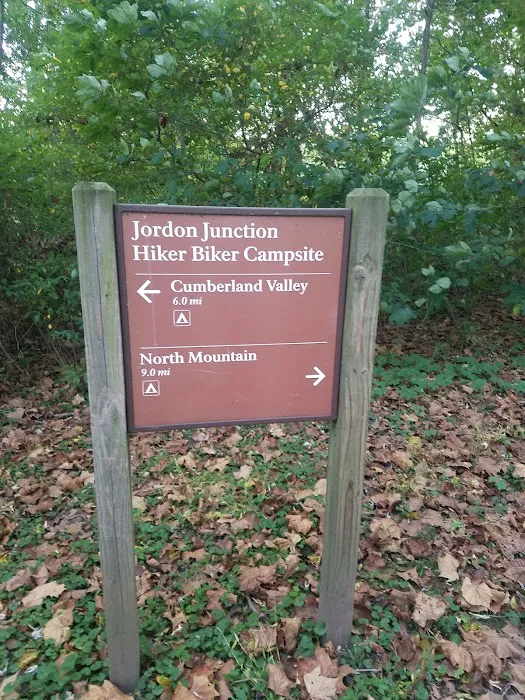 Jordon Junction
Hiker Biker Campsite
Cumberland Valley
6.0 mi
North Mountain
9.0 mi